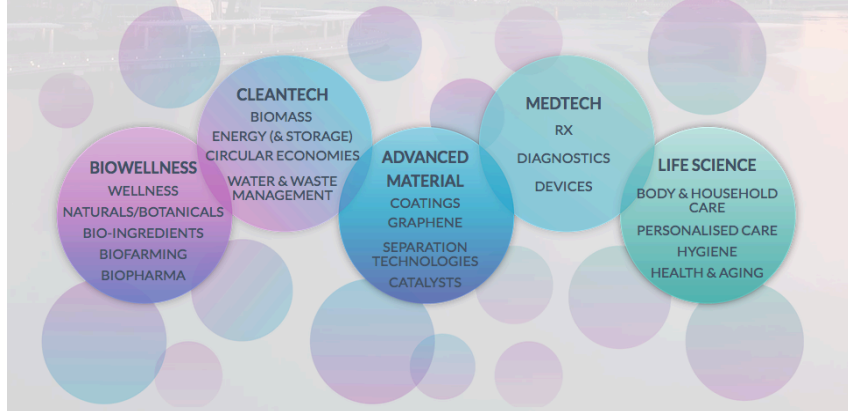 BIOWELLNESS
WELLNESS
NATURALS/BOTANICALS
BIO-INGREDIENTS
BIOFARMING
BIOPHARMA
CLEANTECH
BIOMASS
ENERGY (& STORAGE)
CIRCULAR ECONOMIES
WATER & WASTE
MANAGEMENT
ADVANCED
MATERIAL
COATINGS
GRAPHENE
SEPARATION
TECHNOLOGIES
CATALYSTS
MEDTECH
RX
DIAGNOSTICS
DEVICES
LIFE SCIENCE
BODY & HOUSEHOLD
CARE
PERSONALISED CARE
HYGIENE
HEALTH & AGING